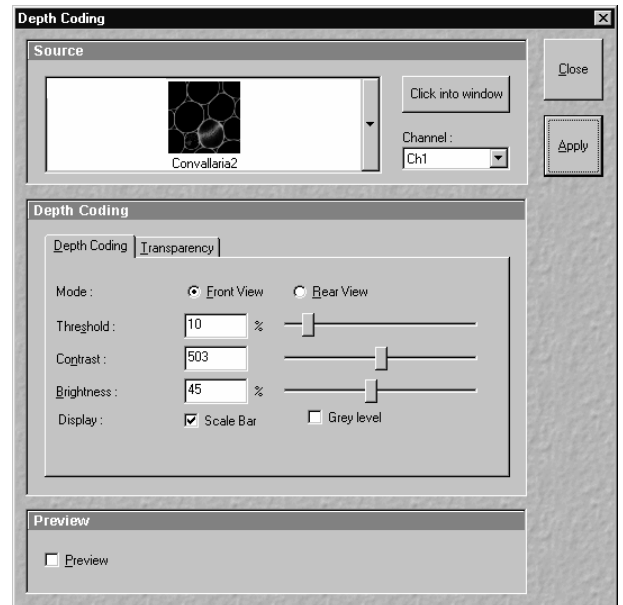 Depth Coding
Source
Close
Click into window
Channel :
Ch1
Apply
Convallaria2
Depth Coding
Depth Coding Transparency
Mode : Front View Rear View
Threshold : 10 %
Contrast : 503
Brightness : 45 %
Display : Scale Bar Grey level
Preview
Preview